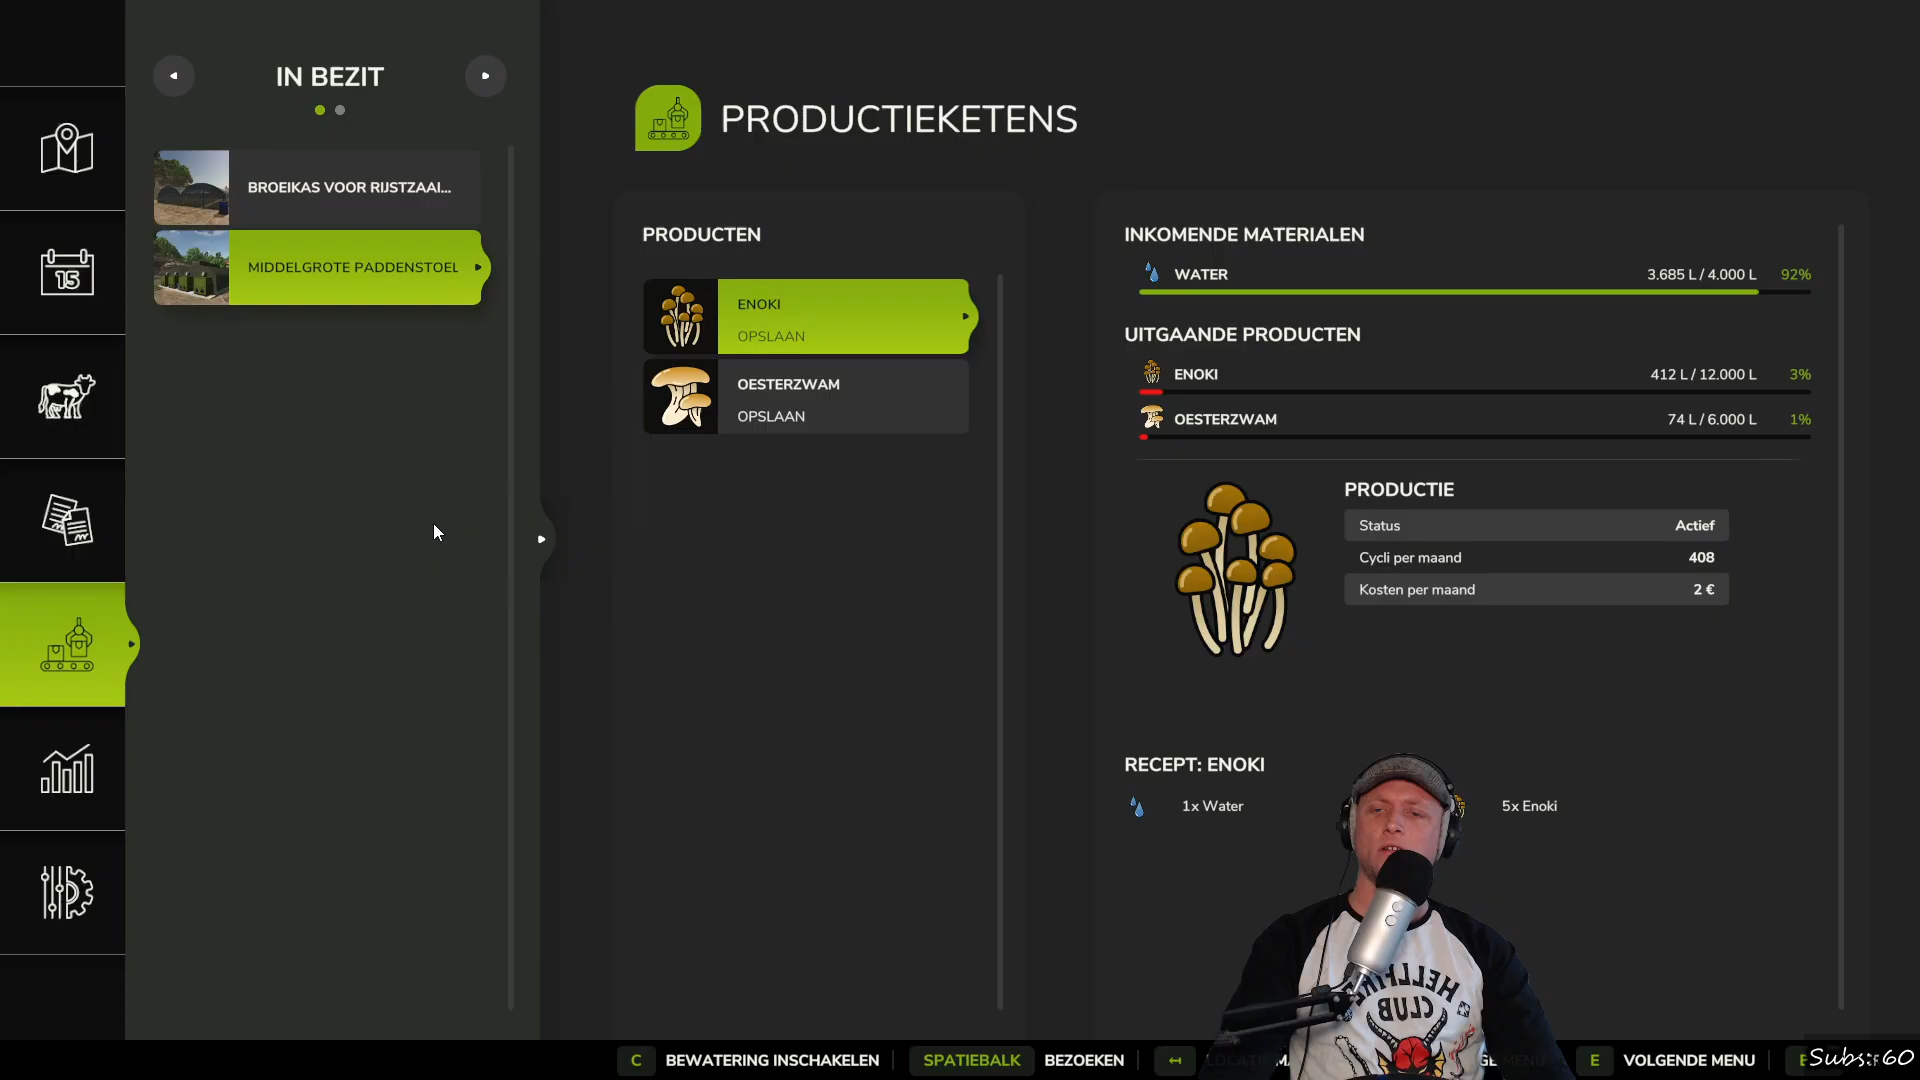 IN BEZIT
BROEIKAS VOOR RIJSTZAAI...
MIDDELGROTE PADDENSTOEL
15
PRODUCTIEKETENS
PRODUCTEN
ENOKI
OPSLAAN
OESTERZWAM
OPSLAAN
INKOMENDE MATERIALEN
WATER 3.685 L / 4.000 L 92%
UITGAANDE PRODUCTEN
ENOKI 412 L / 12.000 L 3%
OESTERZWAM 74 L / 6.000 L 1%
PRODUCTIE
Status Actief
Cycli per maand 408
Kosten per maand 2 €
RECEPT: ENOKI
1x Water 5x Enoki
HELLFIRE
CLUB
C BEWATERING INSCHAKELEN SPATIEBALK BEZOEKEN E VOLGENDE MENU
Subs: 60